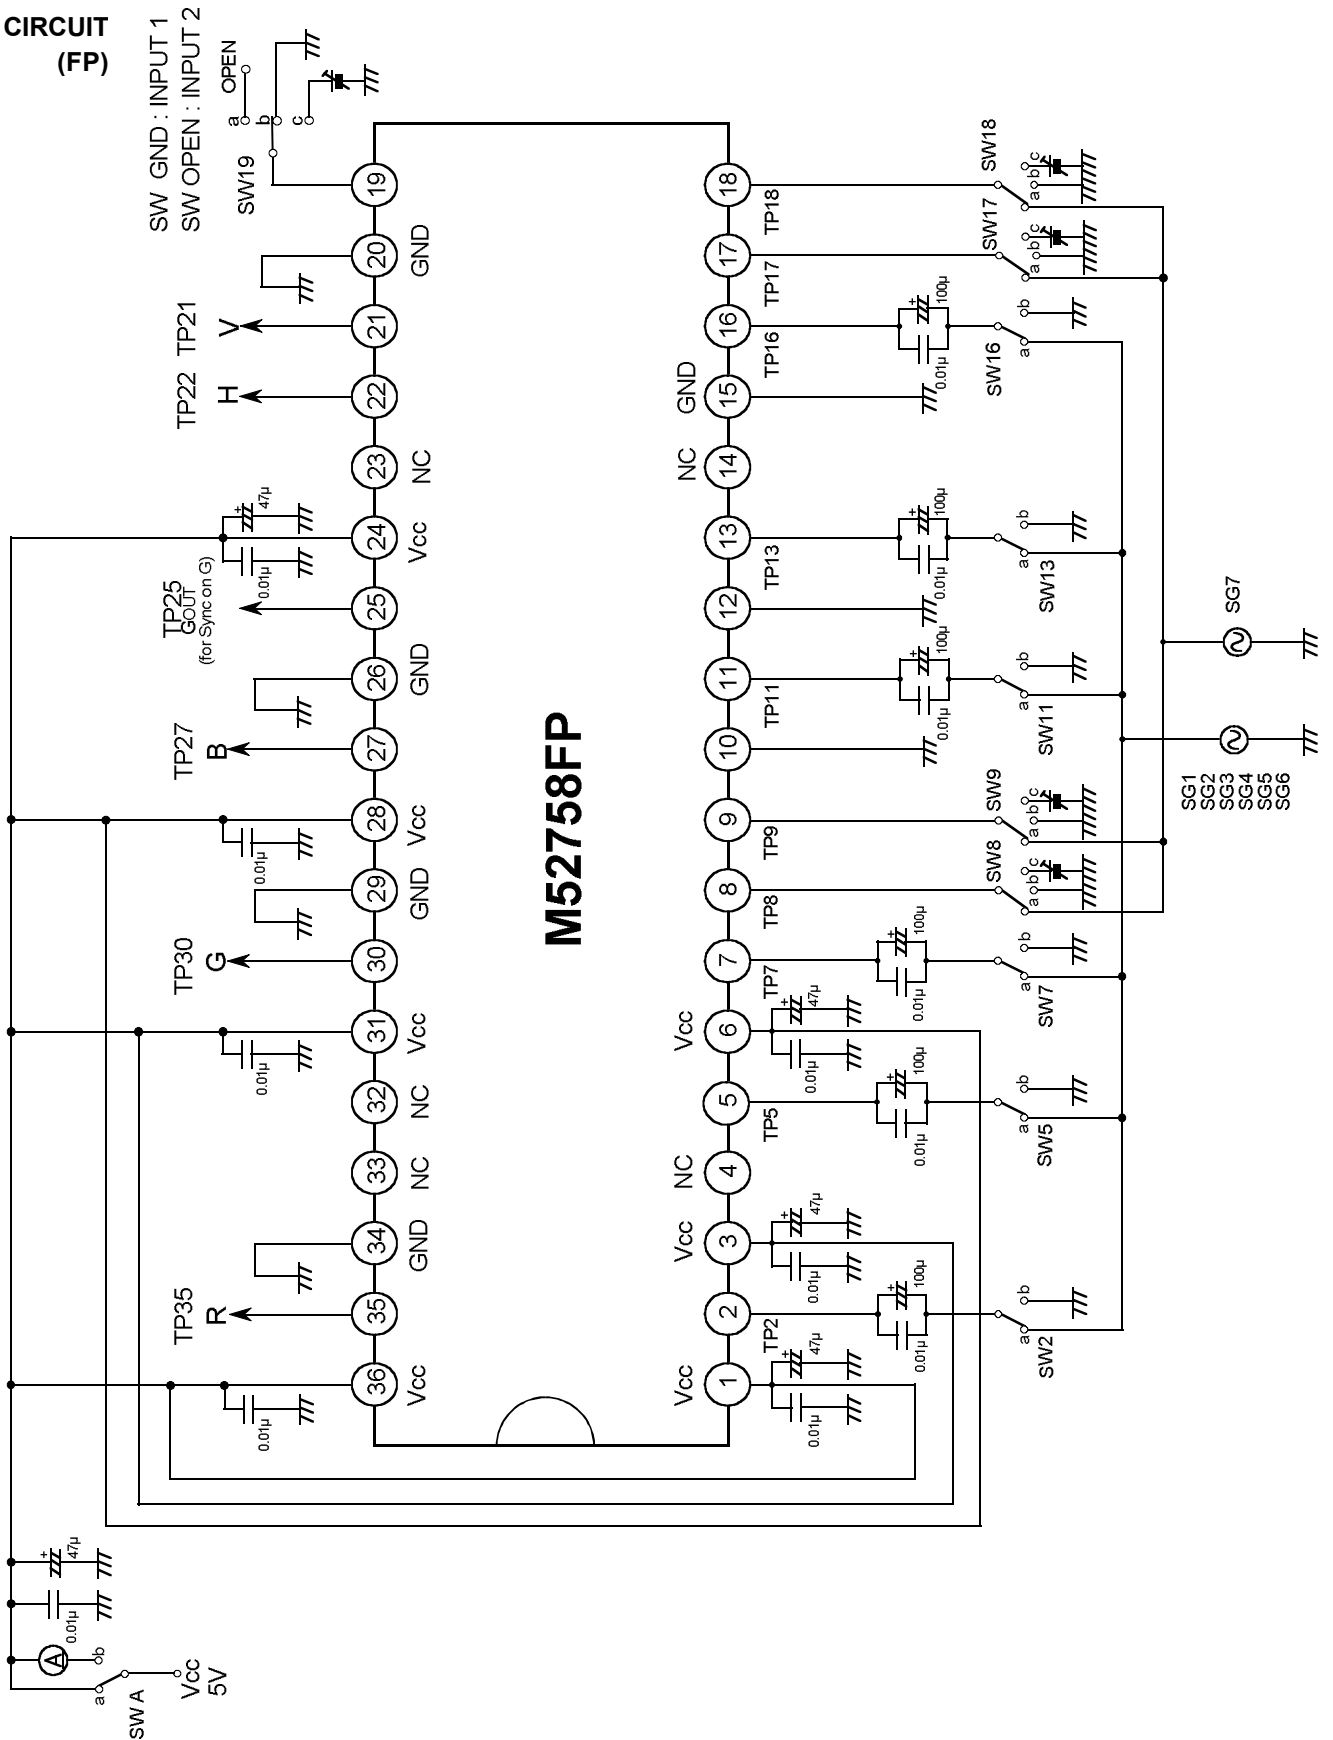 CIRCUIT
(FP)
SW GND : INPUT 1
SW OPEN : INPUT 2
OPEN
a
b
c
SW19
19
20
GND
21
TP21
V
22
TP22
H
23
NC
24
Vcc
47μ
+
0.01μ
25
TP25
GOUT
(for Sync on G)
26
GND
27
TP27
B
28
Vcc
0.01μ
29
GND
30
TP30
G
31
Vcc
0.01μ
32
NC
33
NC
34
GND
35
TP35
R
36
Vcc
0.01μ
M52758FP
18
TP18
SW18
a
b
c
17
TP17
SW17
a
b
c
16
TP16
+
100μ
0.01μ
SW16
a
b
15
GND
14
NC
13
TP13
+
100μ
0.01μ
SW13
a
b
12
11
TP11
+
100μ
0.01μ
SW11
a
b
10
9
TP9
SW9
a
b
c
8
TP8
SW8
a
b
c
7
TP7
+
100μ
0.01μ
SW7
a
b
6
Vcc
+
47μ
0.01μ
5
TP5
+
100μ
0.01μ
SW5
a
b
4
NC
3
Vcc
+
47μ
0.01μ
2
TP2
+
100μ
0.01μ
SW2
a
b
1
Vcc
+
47μ
0.01μ
SG7
SG1
SG2
SG3
SG4
SG5
SG6
+
47μ
0.01μ
A
a
b
SW A
Vcc
5V